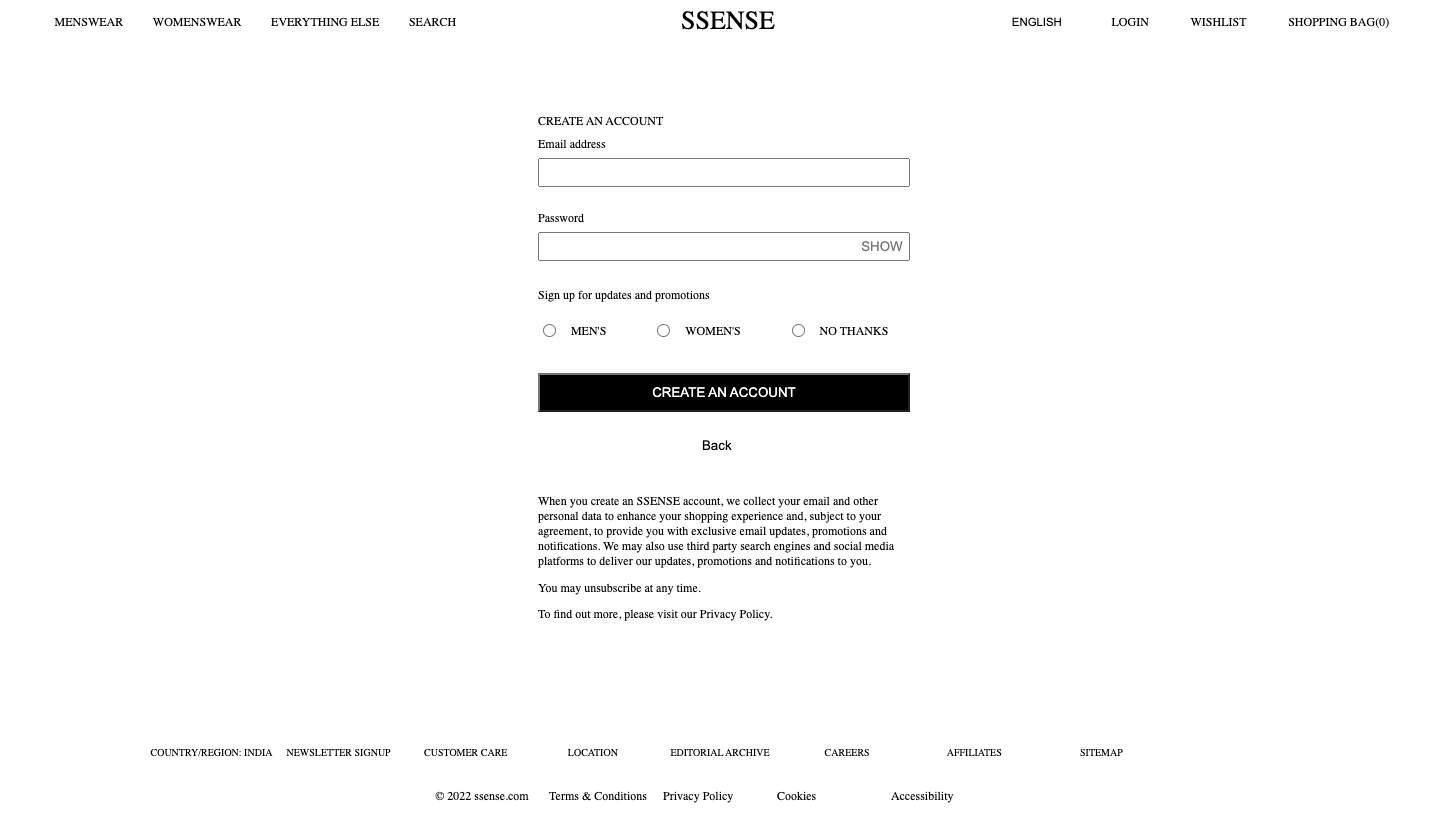 MENSWEAR WOMENSWEAR EVERYTHING ELSE SEARCH SSENSE ENGLISH LOGIN WISHLIST SHOPPING BAG(0)
CREATE AN ACCOUNT
Email address
Password
SHOW
Sign up for updates and promotions
MEN'S WOMEN'S NO THANKS
CREATE AN ACCOUNT
Back
When you create an SSENSE account, we collect your email and other
personal data to enhance your shopping experience and, subject to your
agreement, to provide you with exclusive email updates, promotions and
notifications. We may also use third party search engines and social media
platforms to deliver our updates, promotions and notifications to you.
You may unsubscribe at any time.
To find out more, please visit our Privacy Policy.
COUNTRY/REGION: INDIA NEWSLETTER SIGNUP CUSTOMER CARE LOCATION EDITORIAL ARCHIVE CAREERS AFFILIATES SITEMAP
© 2022 ssense.com Terms & Conditions Privacy Policy Cookies Accessibility